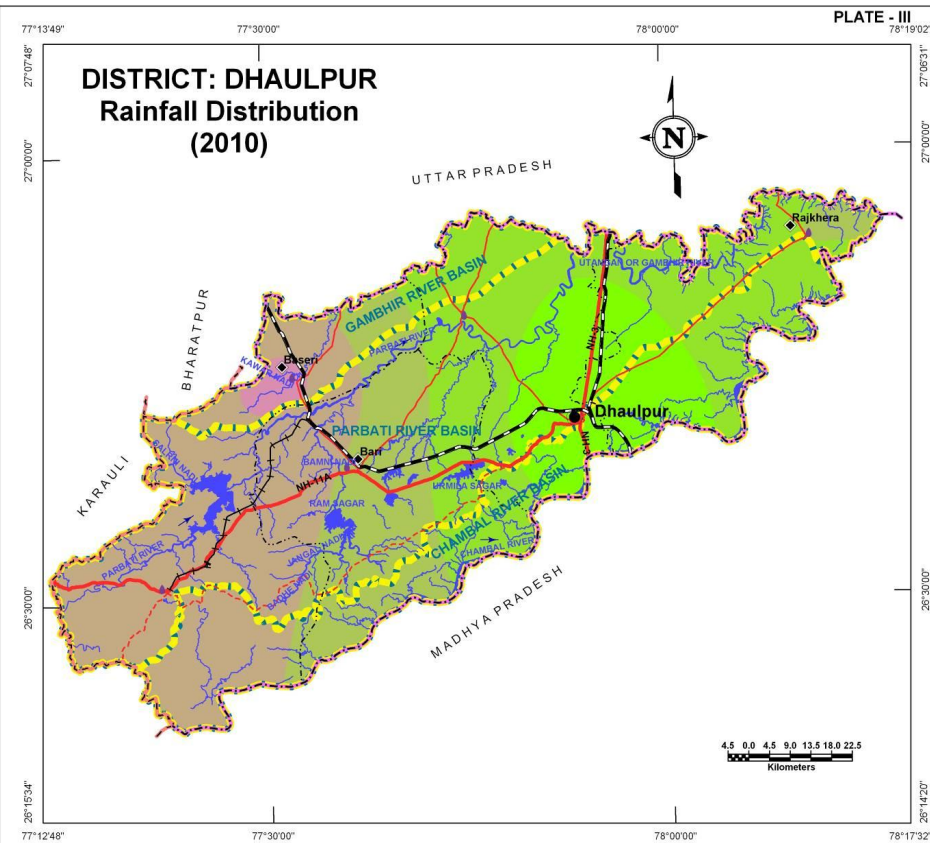 PLATE - III
77°13'49"
77°30'00"
78°00'00"
78°19'02"
27°07'48"
27°06'31"
DISTRICT: DHAULPUR
Rainfall Distribution
(2010)
N
27°00'00"
27°00'00"
UTTAR PRADESH
Rajkhera
UTANGAN OR GAMBHIR RIVER
GAMBHIR RIVER BASIN
BHARATPUR
PARBATI RIVER
NH-3
Baseri
Dhaulpur
PARBATI RIVER BASIN
NH-3
Bari
KARAULI
NH-11A
URMILA SAGAR
RAM SAGAR
CHAMBAL RIVER BASIN
CHAMBAL RIVER
PARBATI RIVER
MADHYA PRADESH
26°30'00"
26°30'00"
4.5 0.0 4.5 9.0 13.5 18.0 22.5
Kilometers
26°15'34"
26°14'20"
77°12'48"
77°30'00"
78°00'00"
78°17'32"